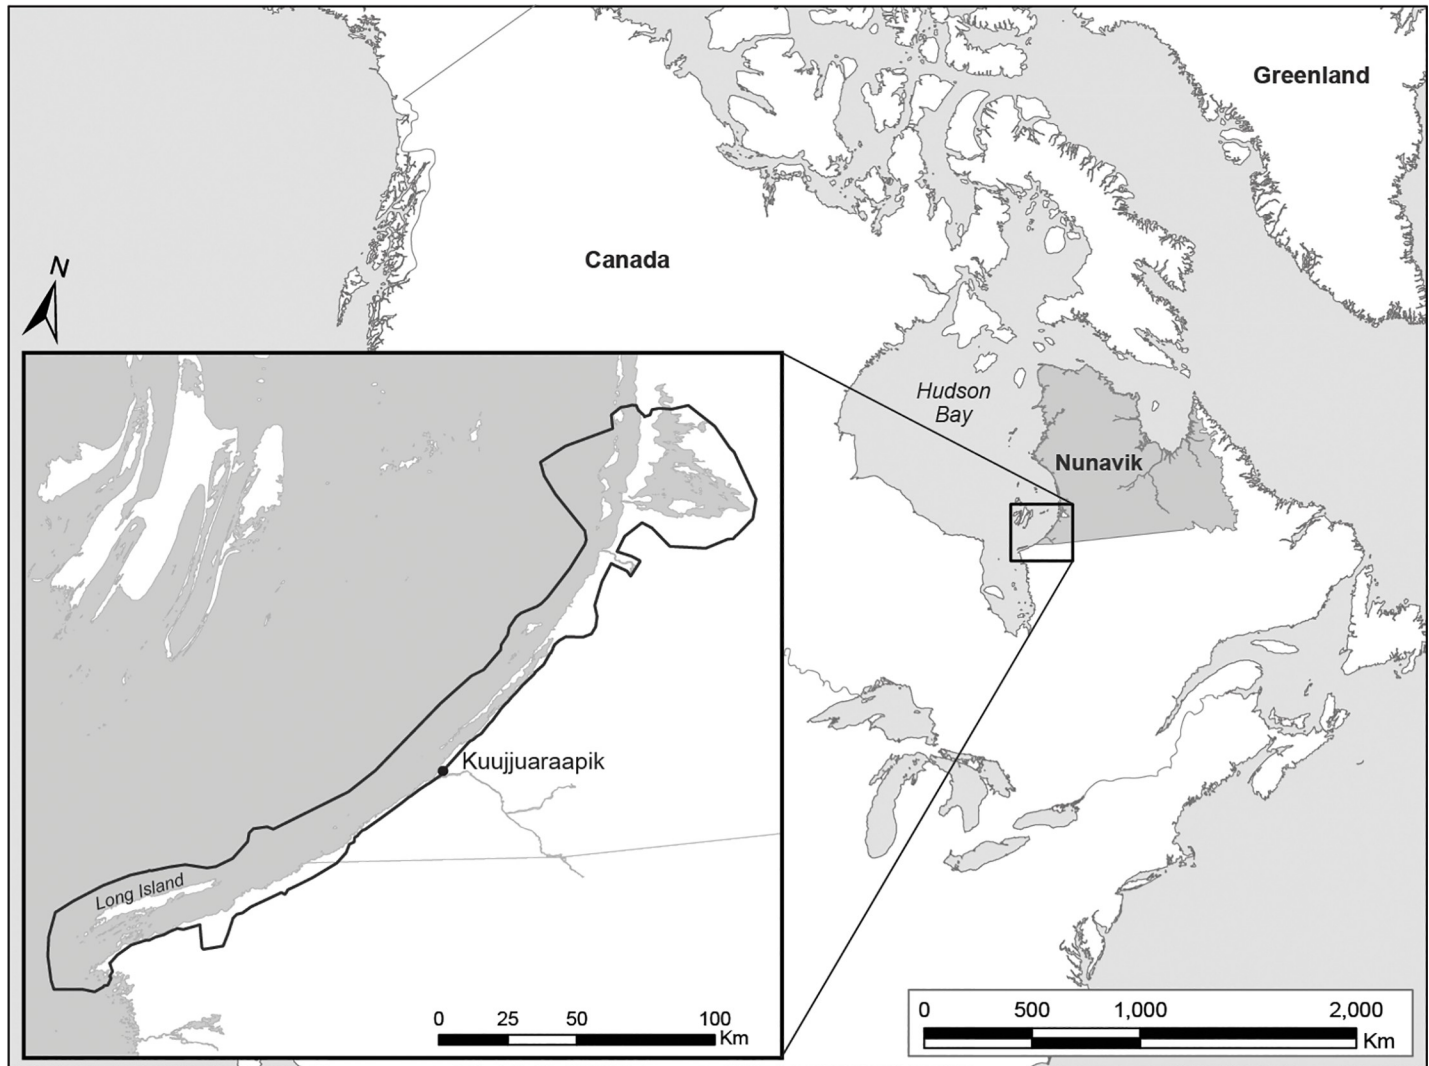 Greenland
Canada
N
Hudson
Bay
Nunavik
Kuujjuaraapik
Long Island
0 25 50 100
Km
0 500 1,000 2,000
Km